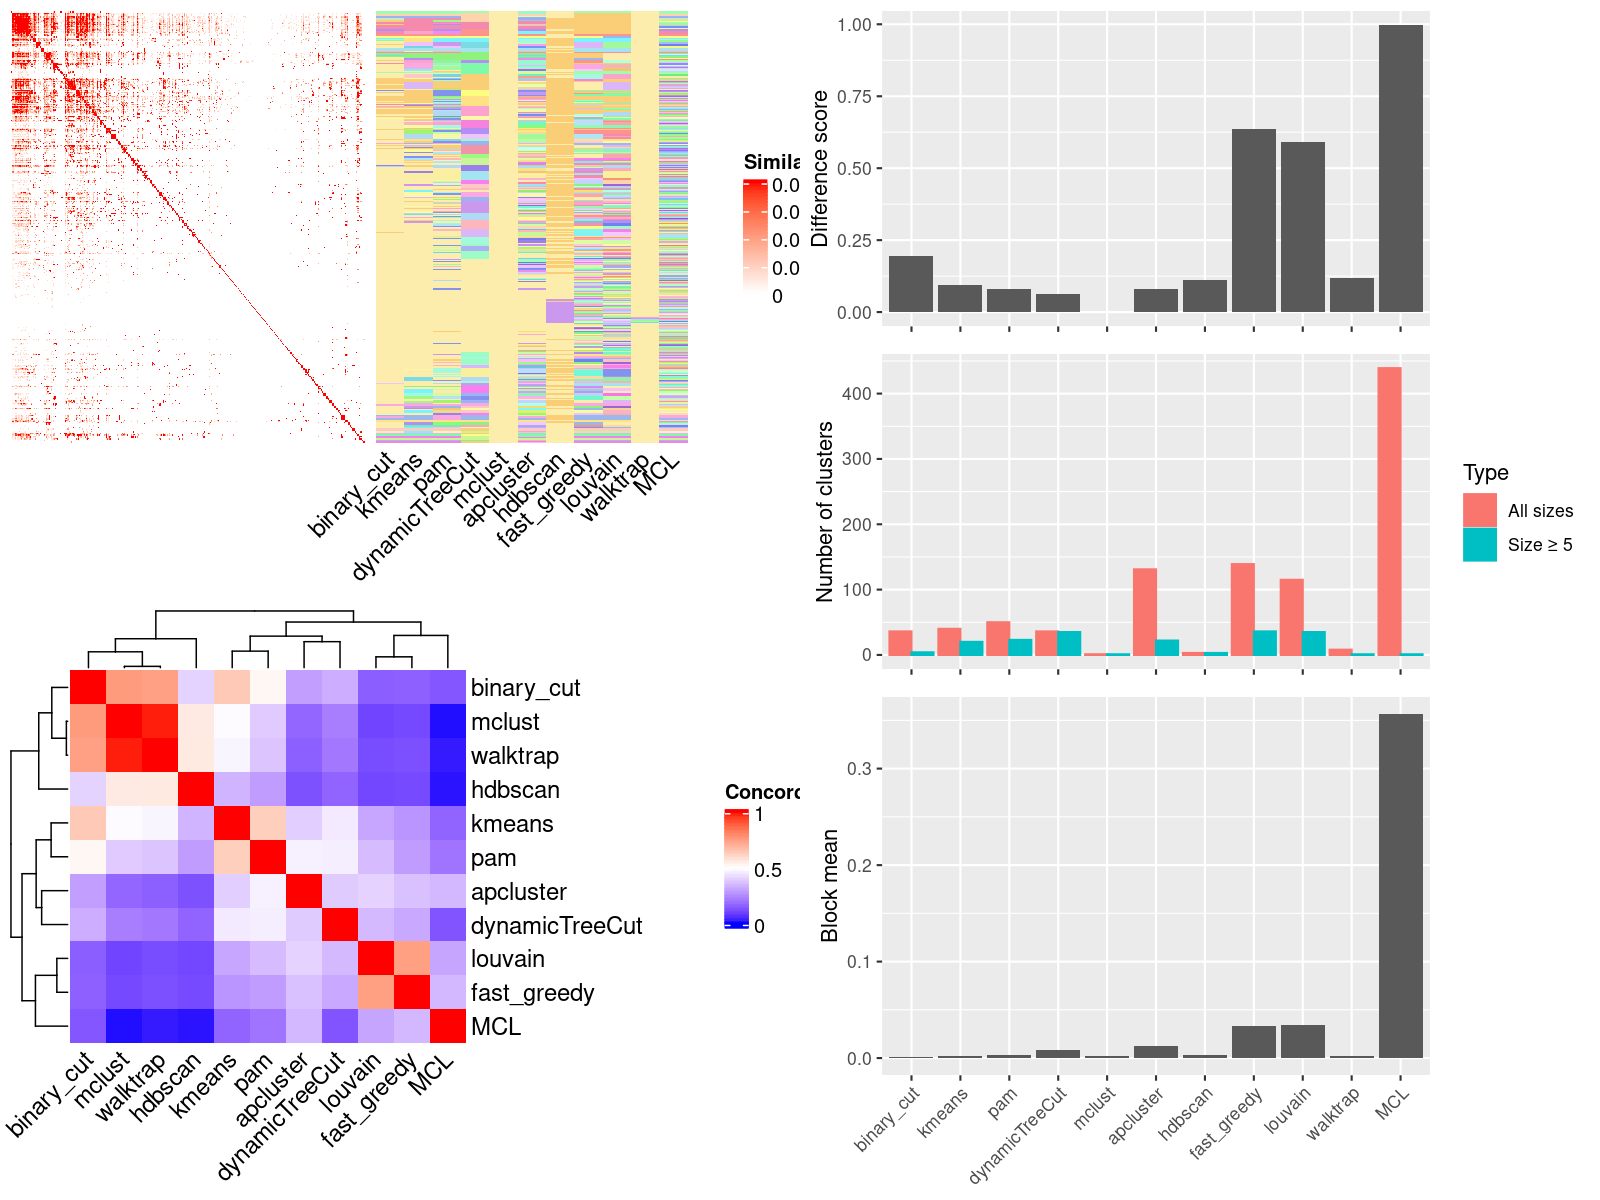 Simila
0.0
0.0
0.0
0.0
0
binary_cut
kmeans
pam
dynamicTreeCut
mclust
apcluster
hdbscan
fast_greedy
louvain
walktrap
MCL
Concord
1
0.5
0
binary_cut
mclust
walktrap
hdbscan
kmeans
pam
apcluster
dynamicTreeCut
louvain
fast_greedy
MCL
binary_cut
mclust
walktrap
hdbscan
kmeans
pam
apcluster
dynamicTreeCut
louvain
fast_greedy
MCL
Difference score
1.00
0.75
0.50
0.25
0.00
Number of clusters
400
300
200
100
0
Type
All sizes
Size ≥ 5
Block mean
0.3
0.2
0.1
0.0
binary_cut
kmeans
pam
dynamicTreeCut
mclust
apcluster
hdbscan
fast_greedy
louvain
walktrap
MCL